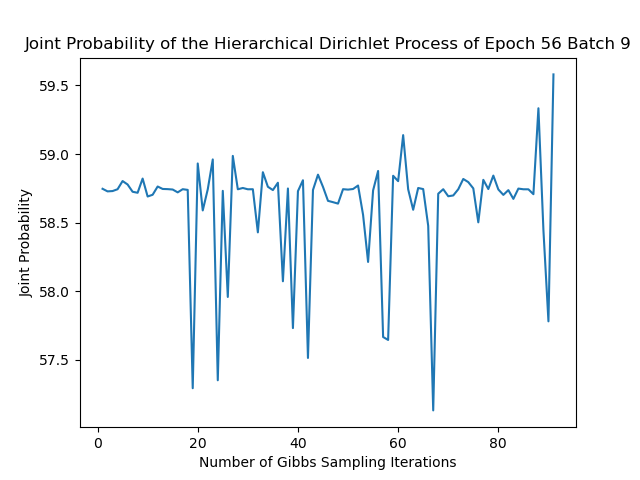 Joint Probability of the Hierarchical Dirichlet Process of Epoch 56 Batch 9
59.5
59.0
58.5
58.0
57.5
Joint Probability
0 20 40 60 80
Number of Gibbs Sampling Iterations